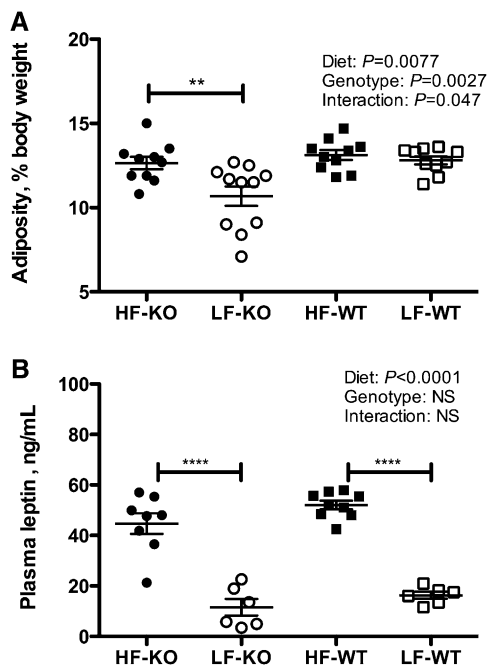 A
Adiposity, % body weight
20
15
10
5
**
Diet: P=0.0077
Genotype: P=0.0027
Interaction: P=0.047
HF-KO LF-KO HF-WT LF-WT
B
Plasma leptin , ng/mL
100
80
60
40
20
0
Diet: P<0.0001
Genotype: NS
Interaction: NS
**** ****
HF-KO LF-KO HF-WT LF-WT